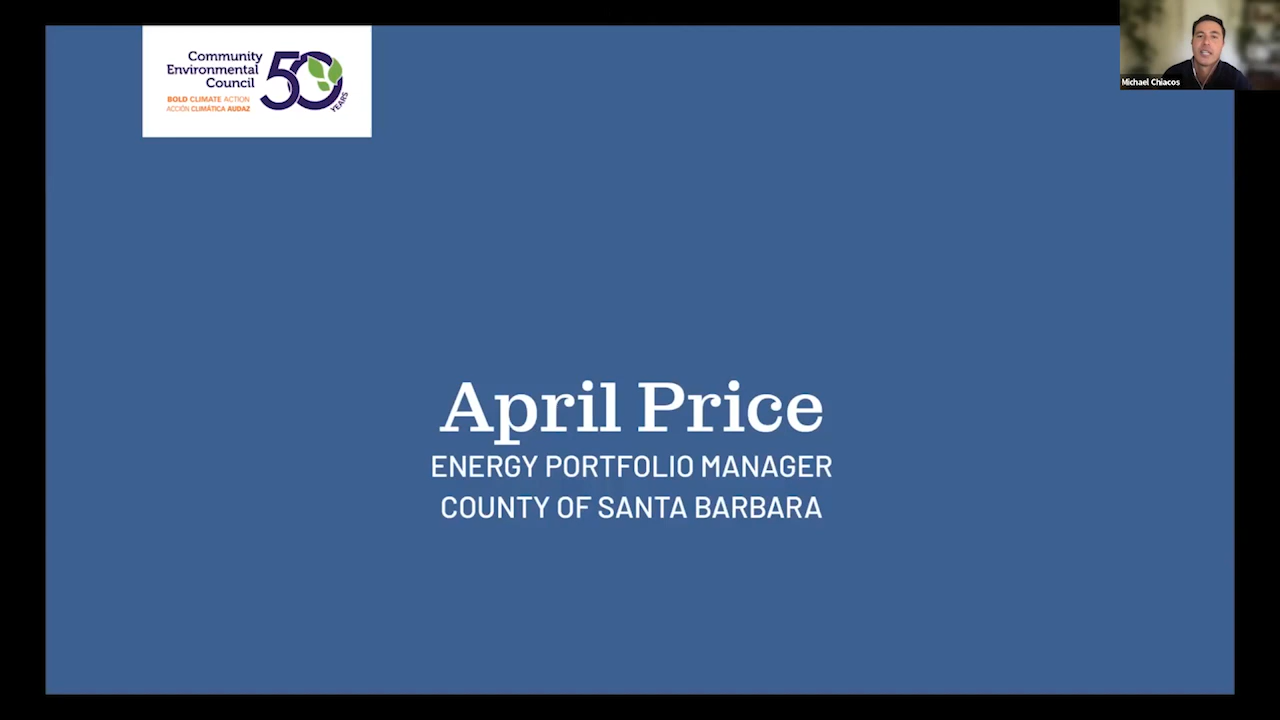 Community
Environmental
Council
50
YEARS
BOLD CLIMATE ACTION
ACCIÓN CLIMÁTICA AUDAZ
Michael Chiacos
April Price
ENERGY PORTFOLIO MANAGER
COUNTY OF SANTA BARBARA